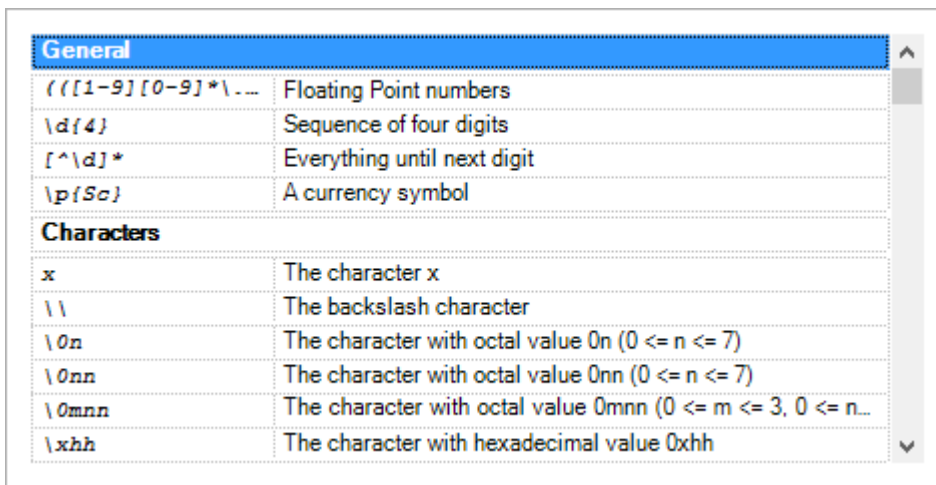 General
(([1-9][0-9]*\.... Floating Point numbers
\d{4} Sequence of four digits
[^\d]* Everything until next digit
\p{Sc} A currency symbol
Characters
x The character x
\\ The backslash character
\0n The character with octal value 0n (0 <= n <= 7)
\0nn The character with octal value 0nn (0 <= n <= 7)
\0mnn The character with octal value 0mnn (0 <= m <= 3, 0 <= n...
\xhh The character with hexadecimal value 0xhh